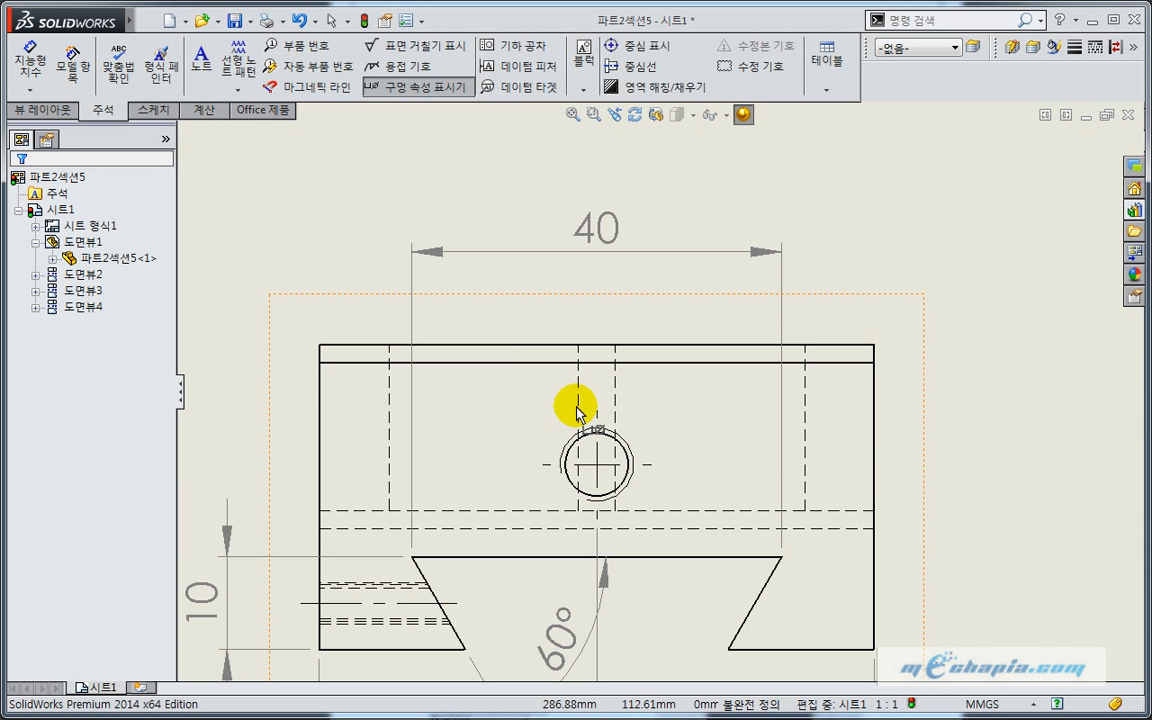 SOLIDWORKS
파트2섹션5 - 시트1 *
명령 검색
지능형 치수
모델 항목
맞춤법 확인
형식 페인터
노트
선형 노트 패턴
부품 번호
자동 부품 번호
마그네틱 라인
표면 거칠기 표시
용접 기호
구멍 속성 표시기
기하 공차
데이텀 피처
데이텀 타겟
블럭
중심 표시
중심선
영역 해칭/채우기
수정본 기호
수정 기호
테이블
-없음-
뷰 레이아웃
주석
스케치
계산
Office 제품
파트2섹션5
주석
시트1
시트 형식1
도면뷰1
파트2섹션5<1>
도면뷰2
도면뷰3
도면뷰4
40
10
60°
mechapia.com
시트1
SolidWorks Premium 2014 x64 Edition
286.88mm
112.61mm
0mm
불완전 정의
편집 중: 시트1
1 : 1
MMGS